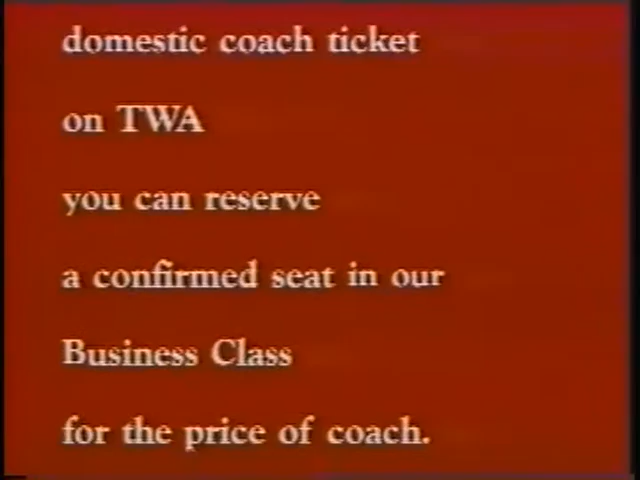 domestic coach ticket
on TWA
you can reserve
a confirmed seat in our
Business Class
for the price of coach.